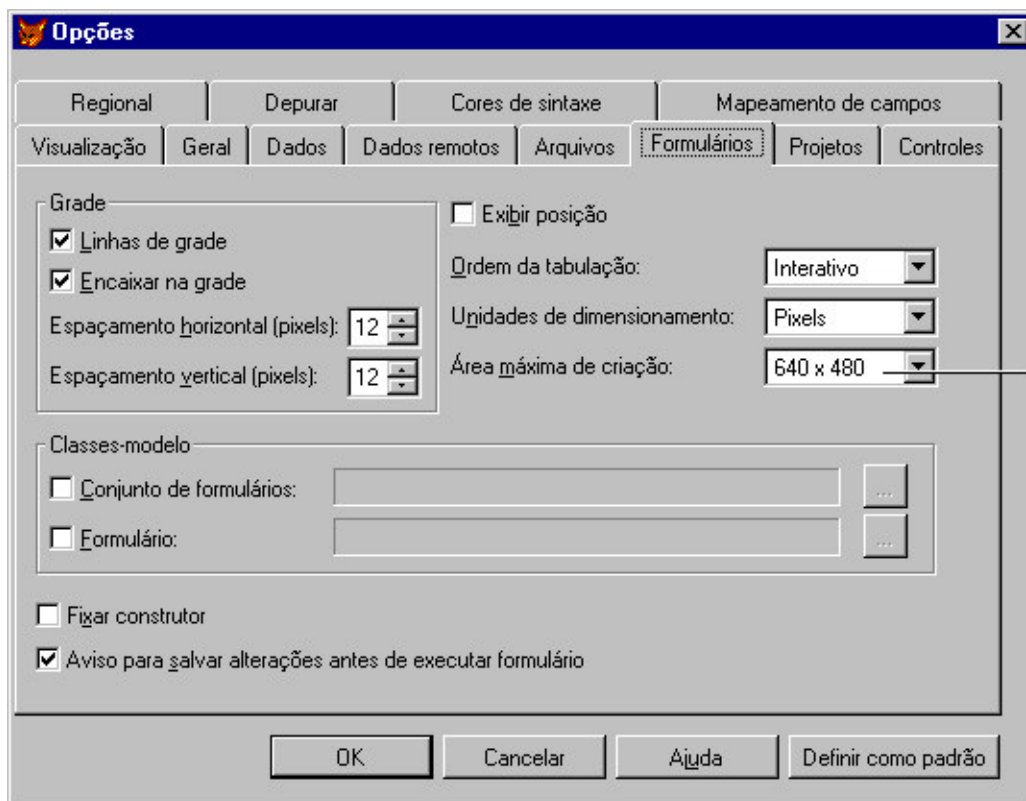 Opções
Regional Depurar Cores de sintaxe Mapeamento de campos
Visualização Geral Dados Dados remotos Arquivos Formulários Projetos Controles
Grade
Linhas de grade
Encaixar na grade
Espaçamento horizontal (pixels): 12
Espaçamento vertical (pixels): 12
Exibir posição
Ordem da tabulação: Interativo
Unidades de dimensionamento: Pixels
Área máxima de criação: 640 x 480
Classes-modelo
Conjunto de formulários: ...
Formulário: ...
Fixar construtor
Aviso para salvar alterações antes de executar formulário
OK Cancelar Ajuda Definir como padrão